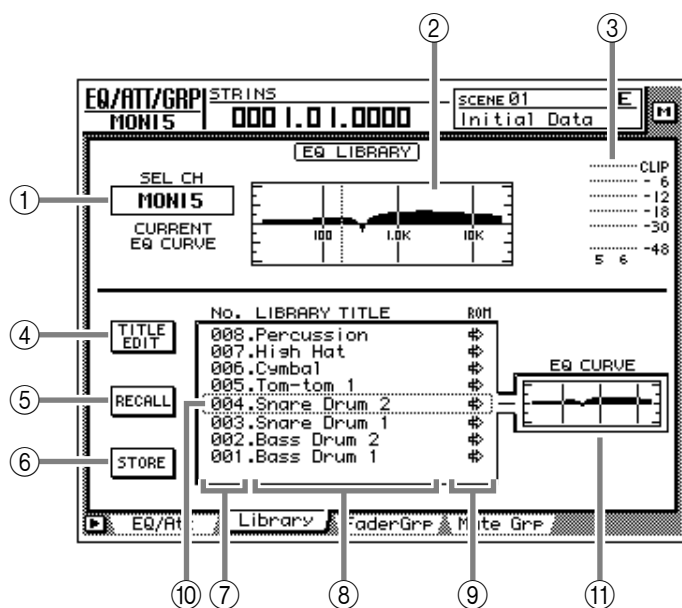 ② ③
EQ/ATT/GRP STRINS SCENE 01 E
MONI5 0001.01.0000 Initial Data M
EQ LIBRARY
CLIP
- 6
-12
-18
-30
-48
5 6
① SEL CH
MONI5
CURRENT
EQ CURVE
100 1.0K 10K
No. LIBRARY TITLE ROM
④ TITLE
EDIT
⑤ RECALL
⑥ STORE
008.Percussion
007.High Hat
006.Cymbal
005.Tom-tom 1
004.Snare Drum 2
003.Snare Drum 1
002.Bass Drum 2
001.Bass Drum 1
EQ CURVE
EQ/Att Library FaderGrp Mute Grp
⑩ ⑦ ⑧ ⑨ ⑪